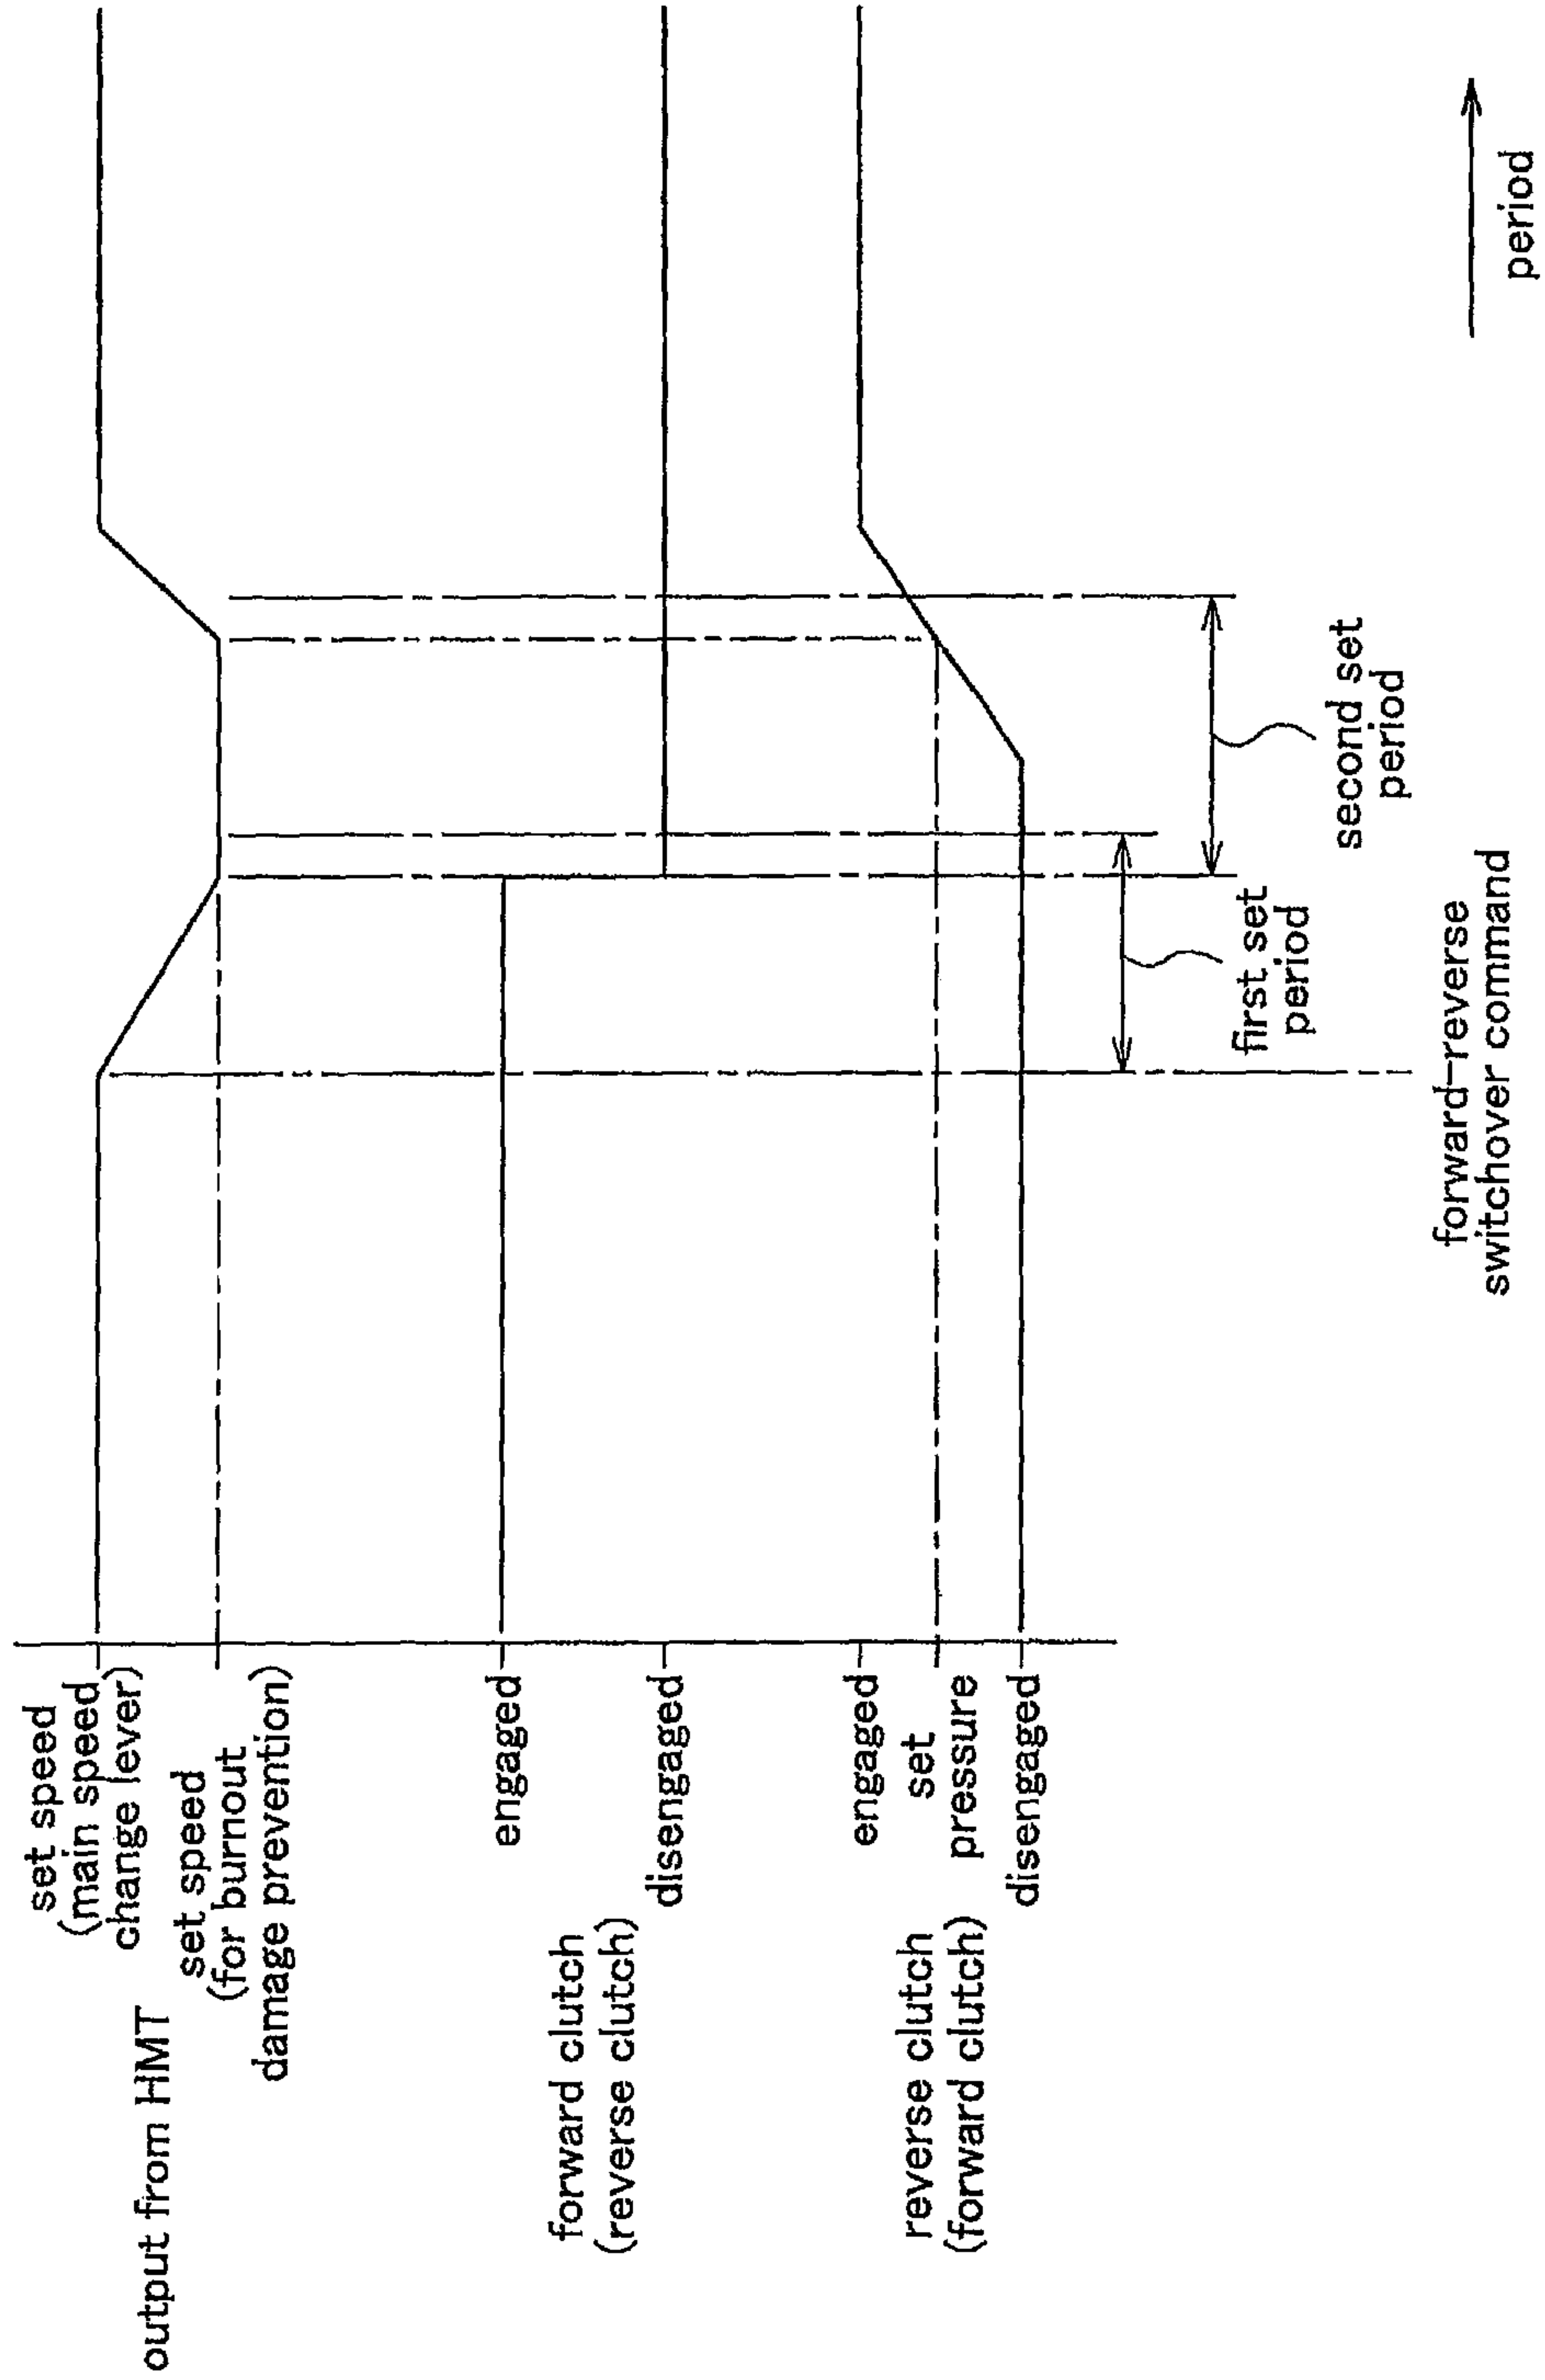 output from HMT
set speed
(main speed
change lever)
set speed
(for burnout
damage prevention)
forward clutch
(reverse clutch)
engaged
disengaged
reverse clutch
(forward clutch)
engaged
set
pressure
disengaged
first set
period
second set
period
forward-reverse
switchover command
period